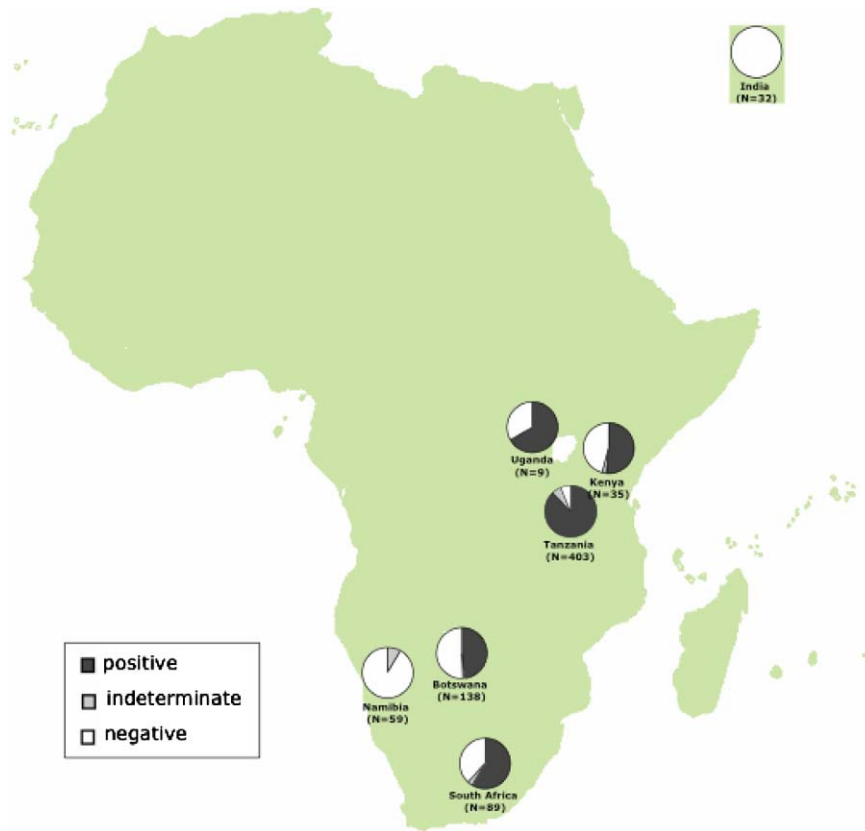 India
(N=32)
Uganda
(N=9)
Kenya
(N=35)
Tanzania
(N=403)
Botswana
(N=138)
Namibia
(N=59)
South Africa
(N=89)
positive
indeterminate
negative